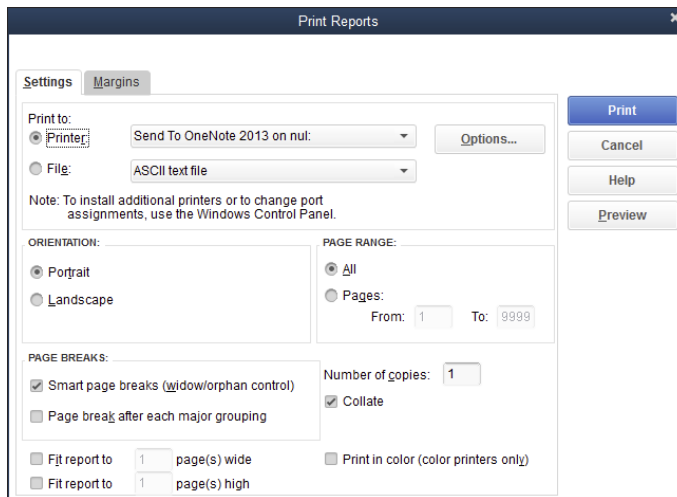 Print Reports
Settings
Margins
Print to:
Printer:
Send To OneNote 2013 on nul:
Options...
File:
ASCII text file
Note: To install additional printers or to change port
assignments, use the Windows Control Panel.
Print
Cancel
Help
Preview
ORIENTATION:
Portrait
Landscape
PAGE RANGE:
All
Pages:
From: 1 To: 9999
PAGE BREAKS:
Smart page breaks (widow/orphan control)
Page break after each major grouping
Number of copies: 1
Collate
Fit report to 1 page(s) wide
Fit report to 1 page(s) high
Print in color (color printers only)